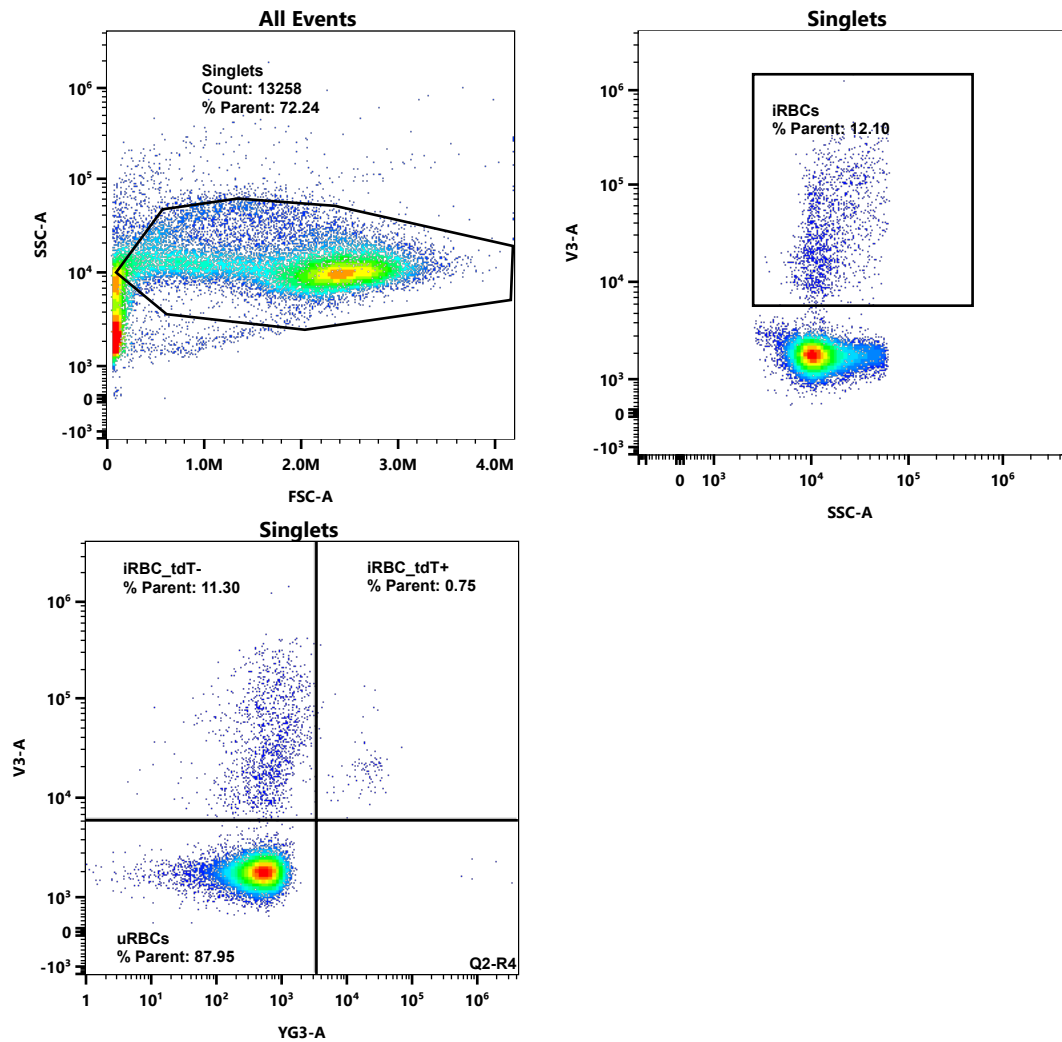 All Events
Singlets
Count: 13258
% Parent: 72.24
10⁶
10⁵
10⁴
10³
0
-10³
SSC-A
0
1.0M
2.0M
3.0M
4.0M
FSC-A
Singlets
iRBCs
% Parent: 12.10
10⁶
10⁵
10⁴
10³
0
-10³
V3-A
0
10³
10⁴
10⁵
10⁶
SSC-A
Singlets
iRBC_tdT-
% Parent: 11.30
iRBC_tdT+
% Parent: 0.75
10⁶
10⁵
10⁴
10³
0
-10³
V3-A
uRBCs
% Parent: 87.95
Q2-R4
1
10¹
10²
10³
10⁴
10⁵
10⁶
YG3-A